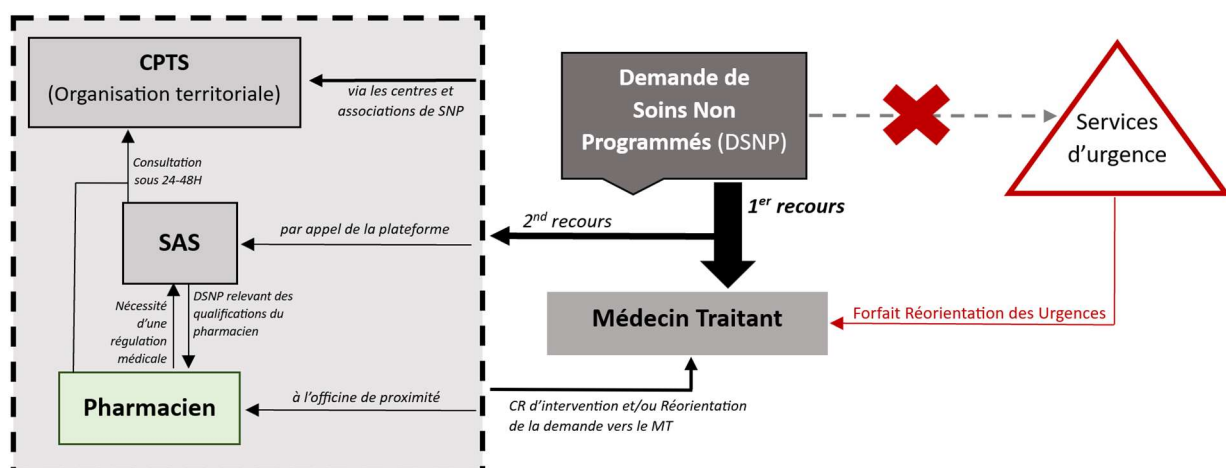 CPTS
(Organisation territoriale)
via les centres et
associations de SNP
Demande de
Soins Non
Programmés (DSNP)
Services
d'urgence
Consultation
sous 24-48H
1er recours
2nd recours
SAS
par appel de la plateforme
Nécessité
d'une
régulation
médicale
DSNP relevant des
qualifications du
pharmacien
Médecin Traitant
Forfait Réorientation des Urgences
Pharmacien
à l'officine de proximité
CR d'intervention et/ou Réorientation
de la demande vers le MT